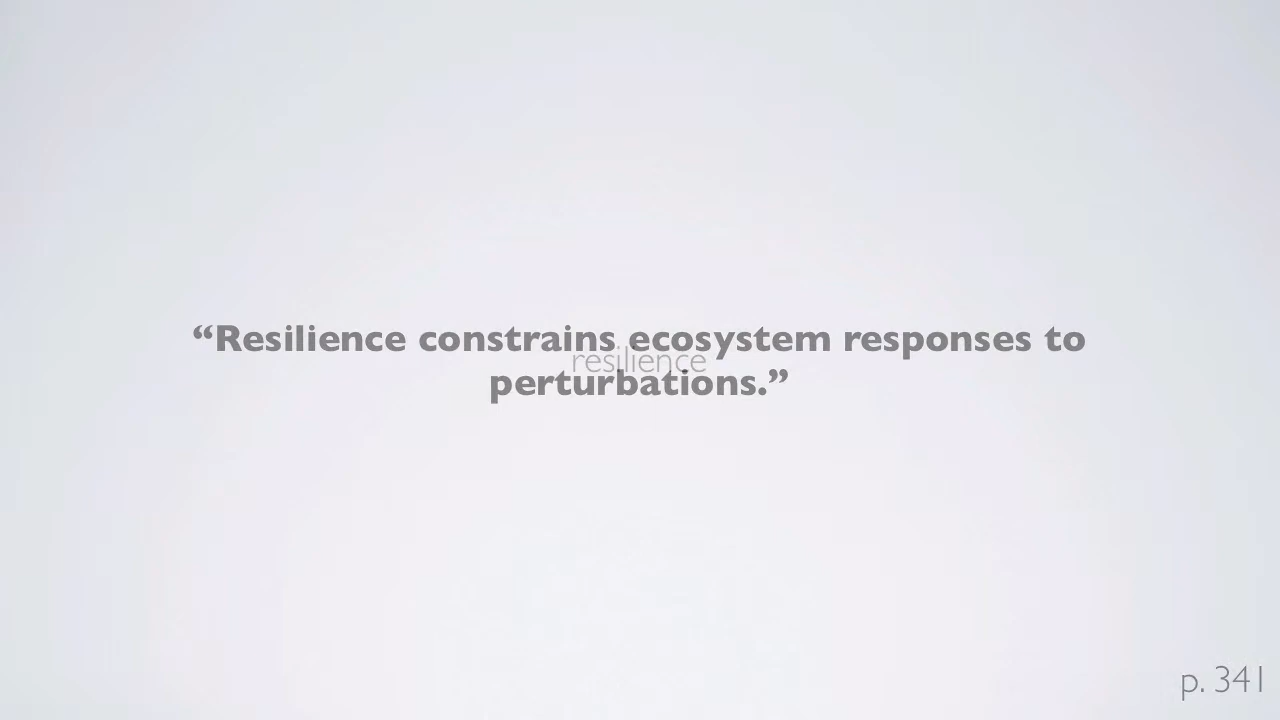 “Resilience constrains ecosystem responses to
resilience
perturbations.”
p. 341